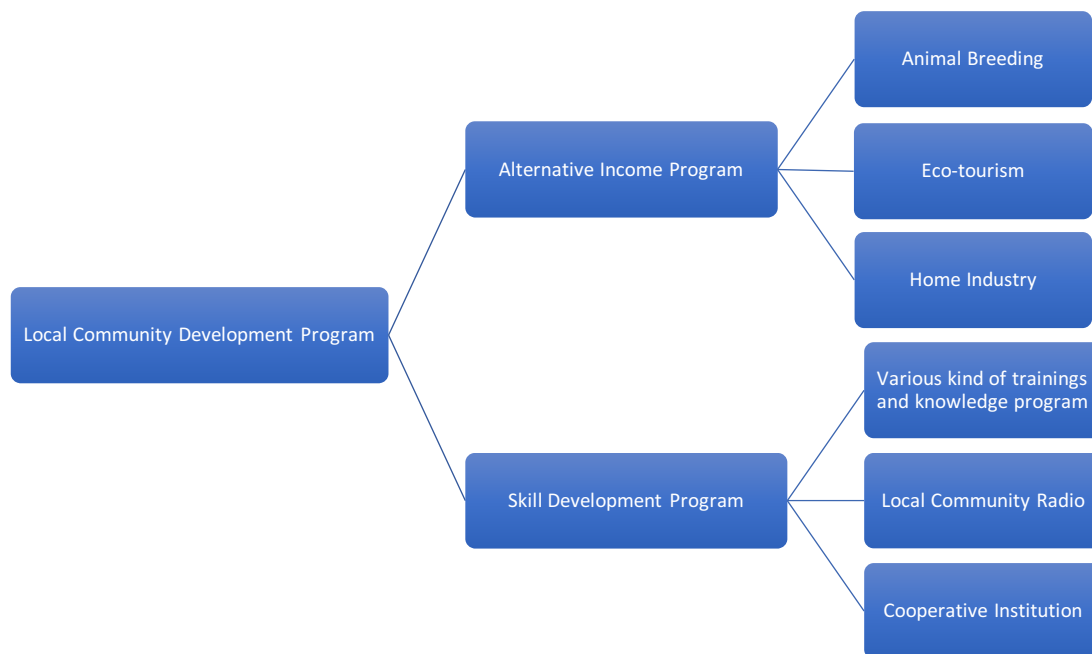 Local Community Development Program
Alternative Income Program
Animal Breeding
Eco-tourism
Home Industry
Skill Development Program
Various kind of trainings
and knowledge program
Local Community Radio
Cooperative Institution